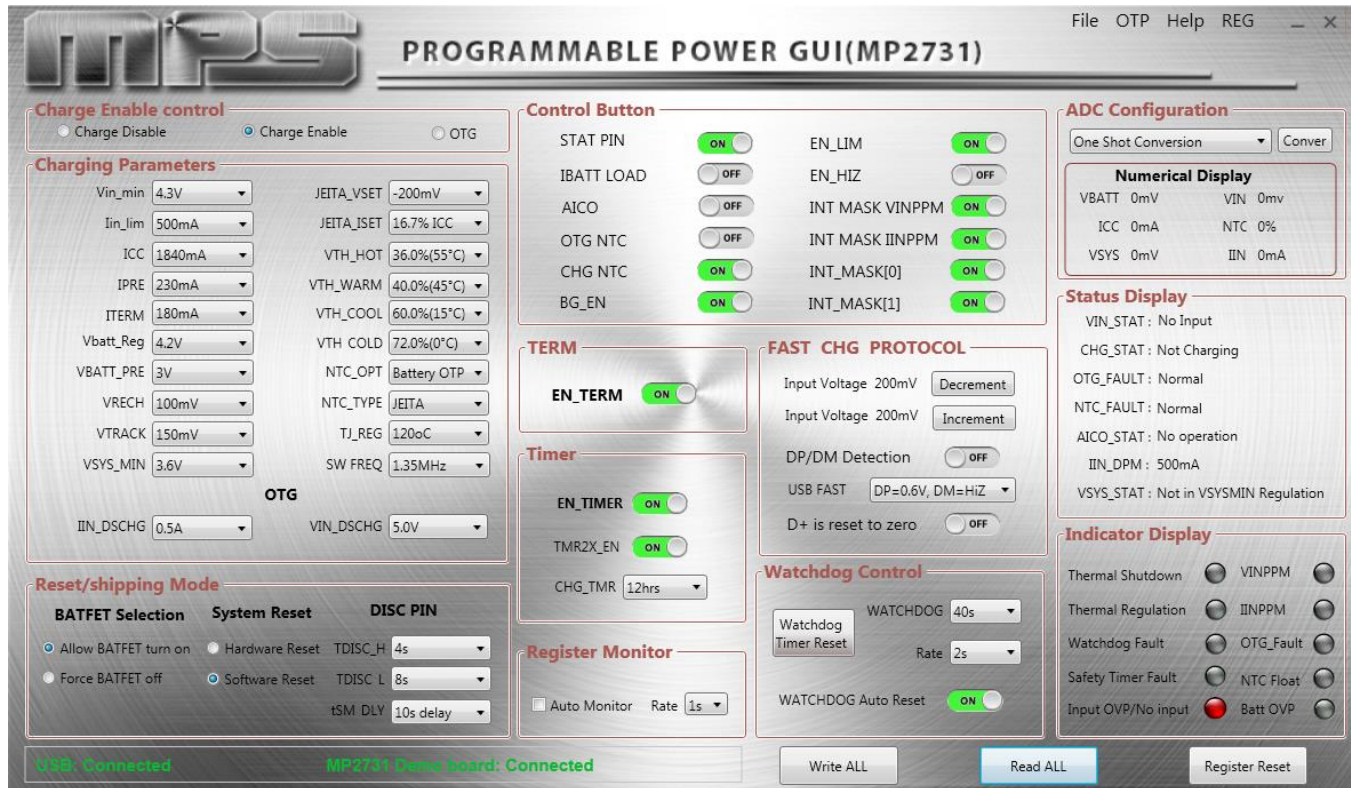 mps
File OTP Help REG
PROGRAMMABLE POWER GUI(MP2731)
Charge Enable control
Charge Disable Charge Enable OTG
Charging Parameters
Vin_min 4.3V JEITA_VSET -200mV
Iin_lim 500mA JEITA_ISET 16.7% ICC
ICC 1840mA VTH_HOT 36.0%(55°C)
IPRE 230mA VTH_WARM 40.0%(45°C)
ITERM 180mA VTH_COOL 60.0%(15°C)
Vbatt_Reg 4.2V VTH COLD 72.0%(0°C)
VBATT_PRE 3V NTC_OPT Battery OTP
VRECH 100mV NTC_TYPE JEITA
VTRACK 150mV TJ_REG 120oC
VSYS_MIN 3.6V SW FREQ 1.35MHz
OTG
IIN_DSCHG 0.5A VIN_DSCHG 5.0V
Reset/shipping Mode
BATFET Selection System Reset DISC PIN
Allow BATFET turn on Hardware Reset TDISC_H 4s
Force BATFET off Software Reset TDISC L 8s
tSM DLY 10s delay
Control Button
STAT PIN ON EN_LIM ON
IBATT LOAD OFF EN_HIZ OFF
AICO OFF INT MASK VINPPM ON
OTG NTC OFF INT MASK IINPPM ON
CHG NTC ON INT_MASK[0] ON
BG_EN ON INT_MASK[1] ON
TERM
EN_TERM ON
Timer
EN_TIMER ON
TMR2X_EN ON
CHG_TMR 12hrs
Register Monitor
Auto Monitor Rate 1s
FAST CHG PROTOCOL
Input Voltage 200mV Decrement
Input Voltage 200mV Increment
DP/DM Detection OFF
USB FAST DP=0.6V, DM=HiZ
D+ is reset to zero OFF
Watchdog Control
Watchdog Timer Reset WATCHDOG 40s
Rate 2s
WATCHDOG Auto Reset ON
ADC Configuration
One Shot Conversion Conver
Numerical Display
VBATT 0mV VIN 0mv
ICC 0mA NTC 0%
VSYS 0mV IIN 0mA
Status Display
VIN_STAT : No Input
CHG_STAT : Not Charging
OTG_FAULT : Normal
NTC_FAULT : Normal
AICO_STAT : No operation
IIN_DPM : 500mA
VSYS_STAT : Not in VSYSMIN Regulation
Indicator Display
Thermal Shutdown VINPPM
Thermal Regulation IINPPM
Watchdog Fault OTG_Fault
Safety Timer Fault NTC Float
Input OVP/No input Batt OVP
USB: Connected MP2731 Demo board: Connected
Write ALL Read ALL Register Reset